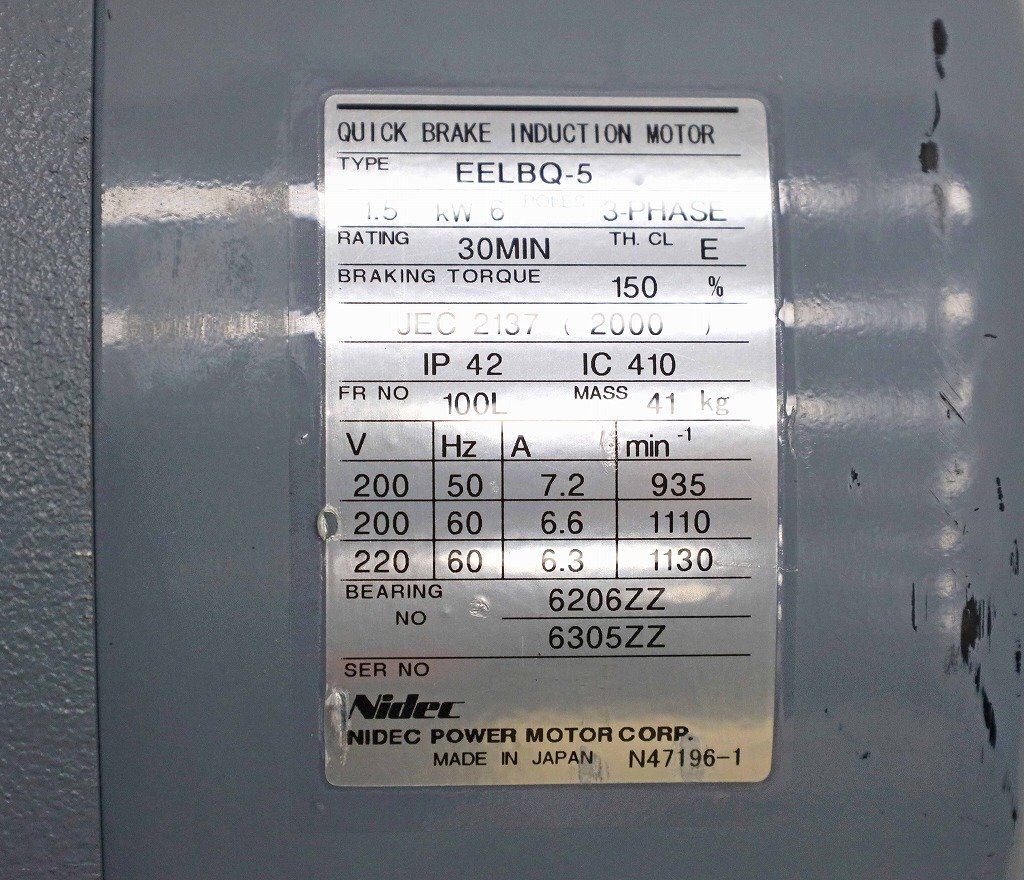 QUICK BRAKE INDUCTION MOTOR
TYPE EELBQ-5
1.5 kW 6 POLES 3-PHASE
RATING 30MIN TH. CL E
BRAKING TORQUE 150 %
JEC 2137 ( 2000 )
IP 42 IC 410
FR NO 100L MASS 41 kg
V Hz A min⁻¹
200 50 7.2 935
200 60 6.6 1110
220 60 6.3 1130
BEARING 6206ZZ
NO 6305ZZ
SER NO
Nidec
NIDEC POWER MOTOR CORP.
MADE IN JAPAN N47196-1